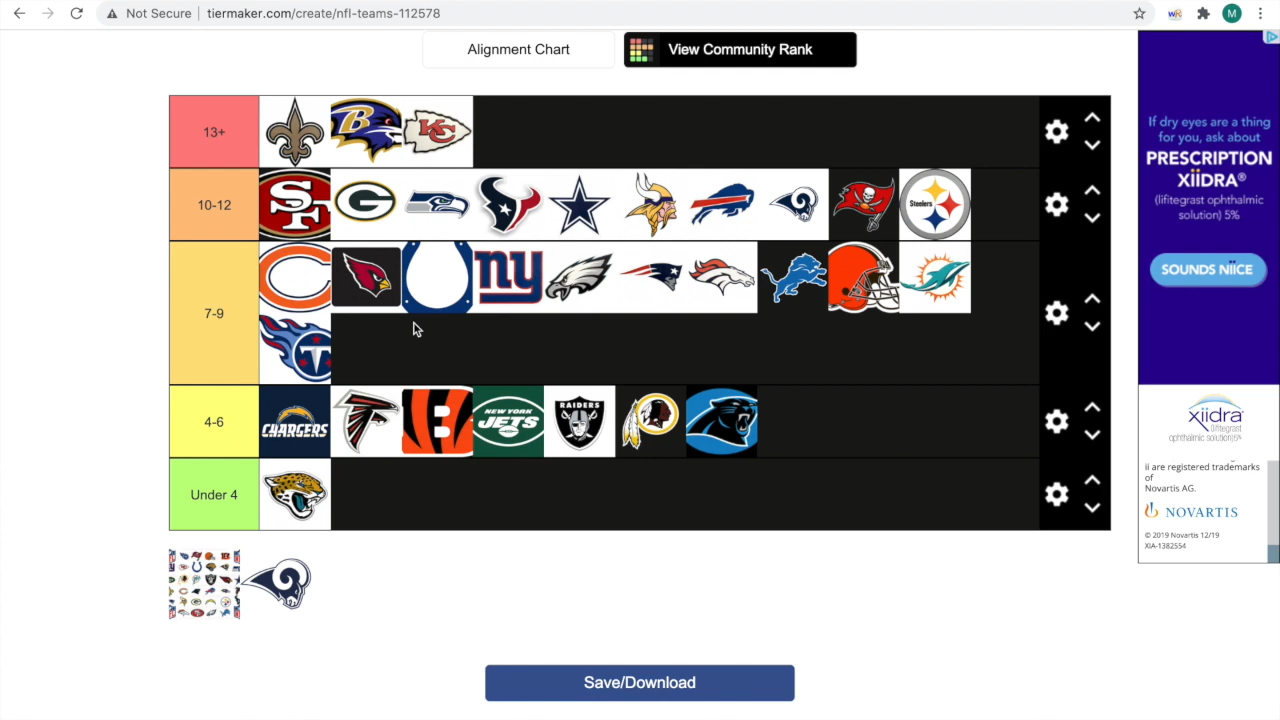 Not Secure | tiermaker.com/create/nfl-teams-112578
wR
M
Alignment Chart
View Community Rank
13+
B
KC
10-12
SF
G
Steelers
7-9
ny
T
4-6
CHARGERS
B
NEW YORK
JETS
RAIDERS
Under 4
If dry eyes are a thing
for you, ask about
PRESCRIPTION
XIIDRA®
(lifitegrast ophthalmic
solution) 5%
SOUNDS NIICE
xiidra
(lifitegrast
ophthalmic solution)5%
ii are registered trademarks
of
Novartis AG.
NOVARTIS
© 2019 Novartis 12/19
XIA-1382554
Save/Download